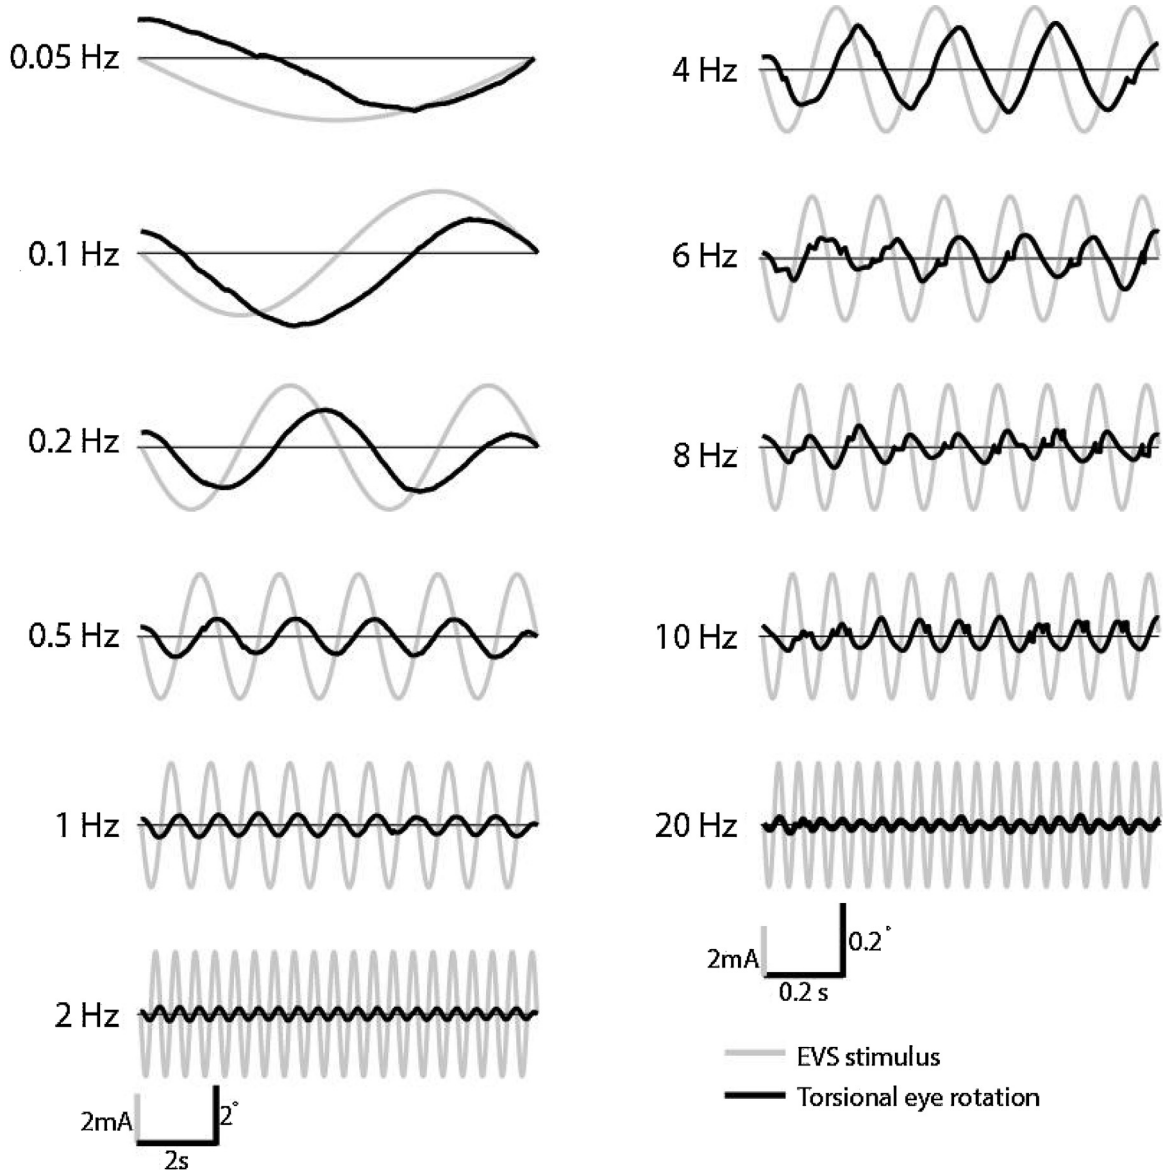 0.05 Hz
0.1 Hz
0.2 Hz
0.5 Hz
1 Hz
2 Hz
2mA
2°
2s
4 Hz
6 Hz
8 Hz
10 Hz
20 Hz
2mA
0.2°
0.2 s
EVS stimulus
Torsional eye rotation